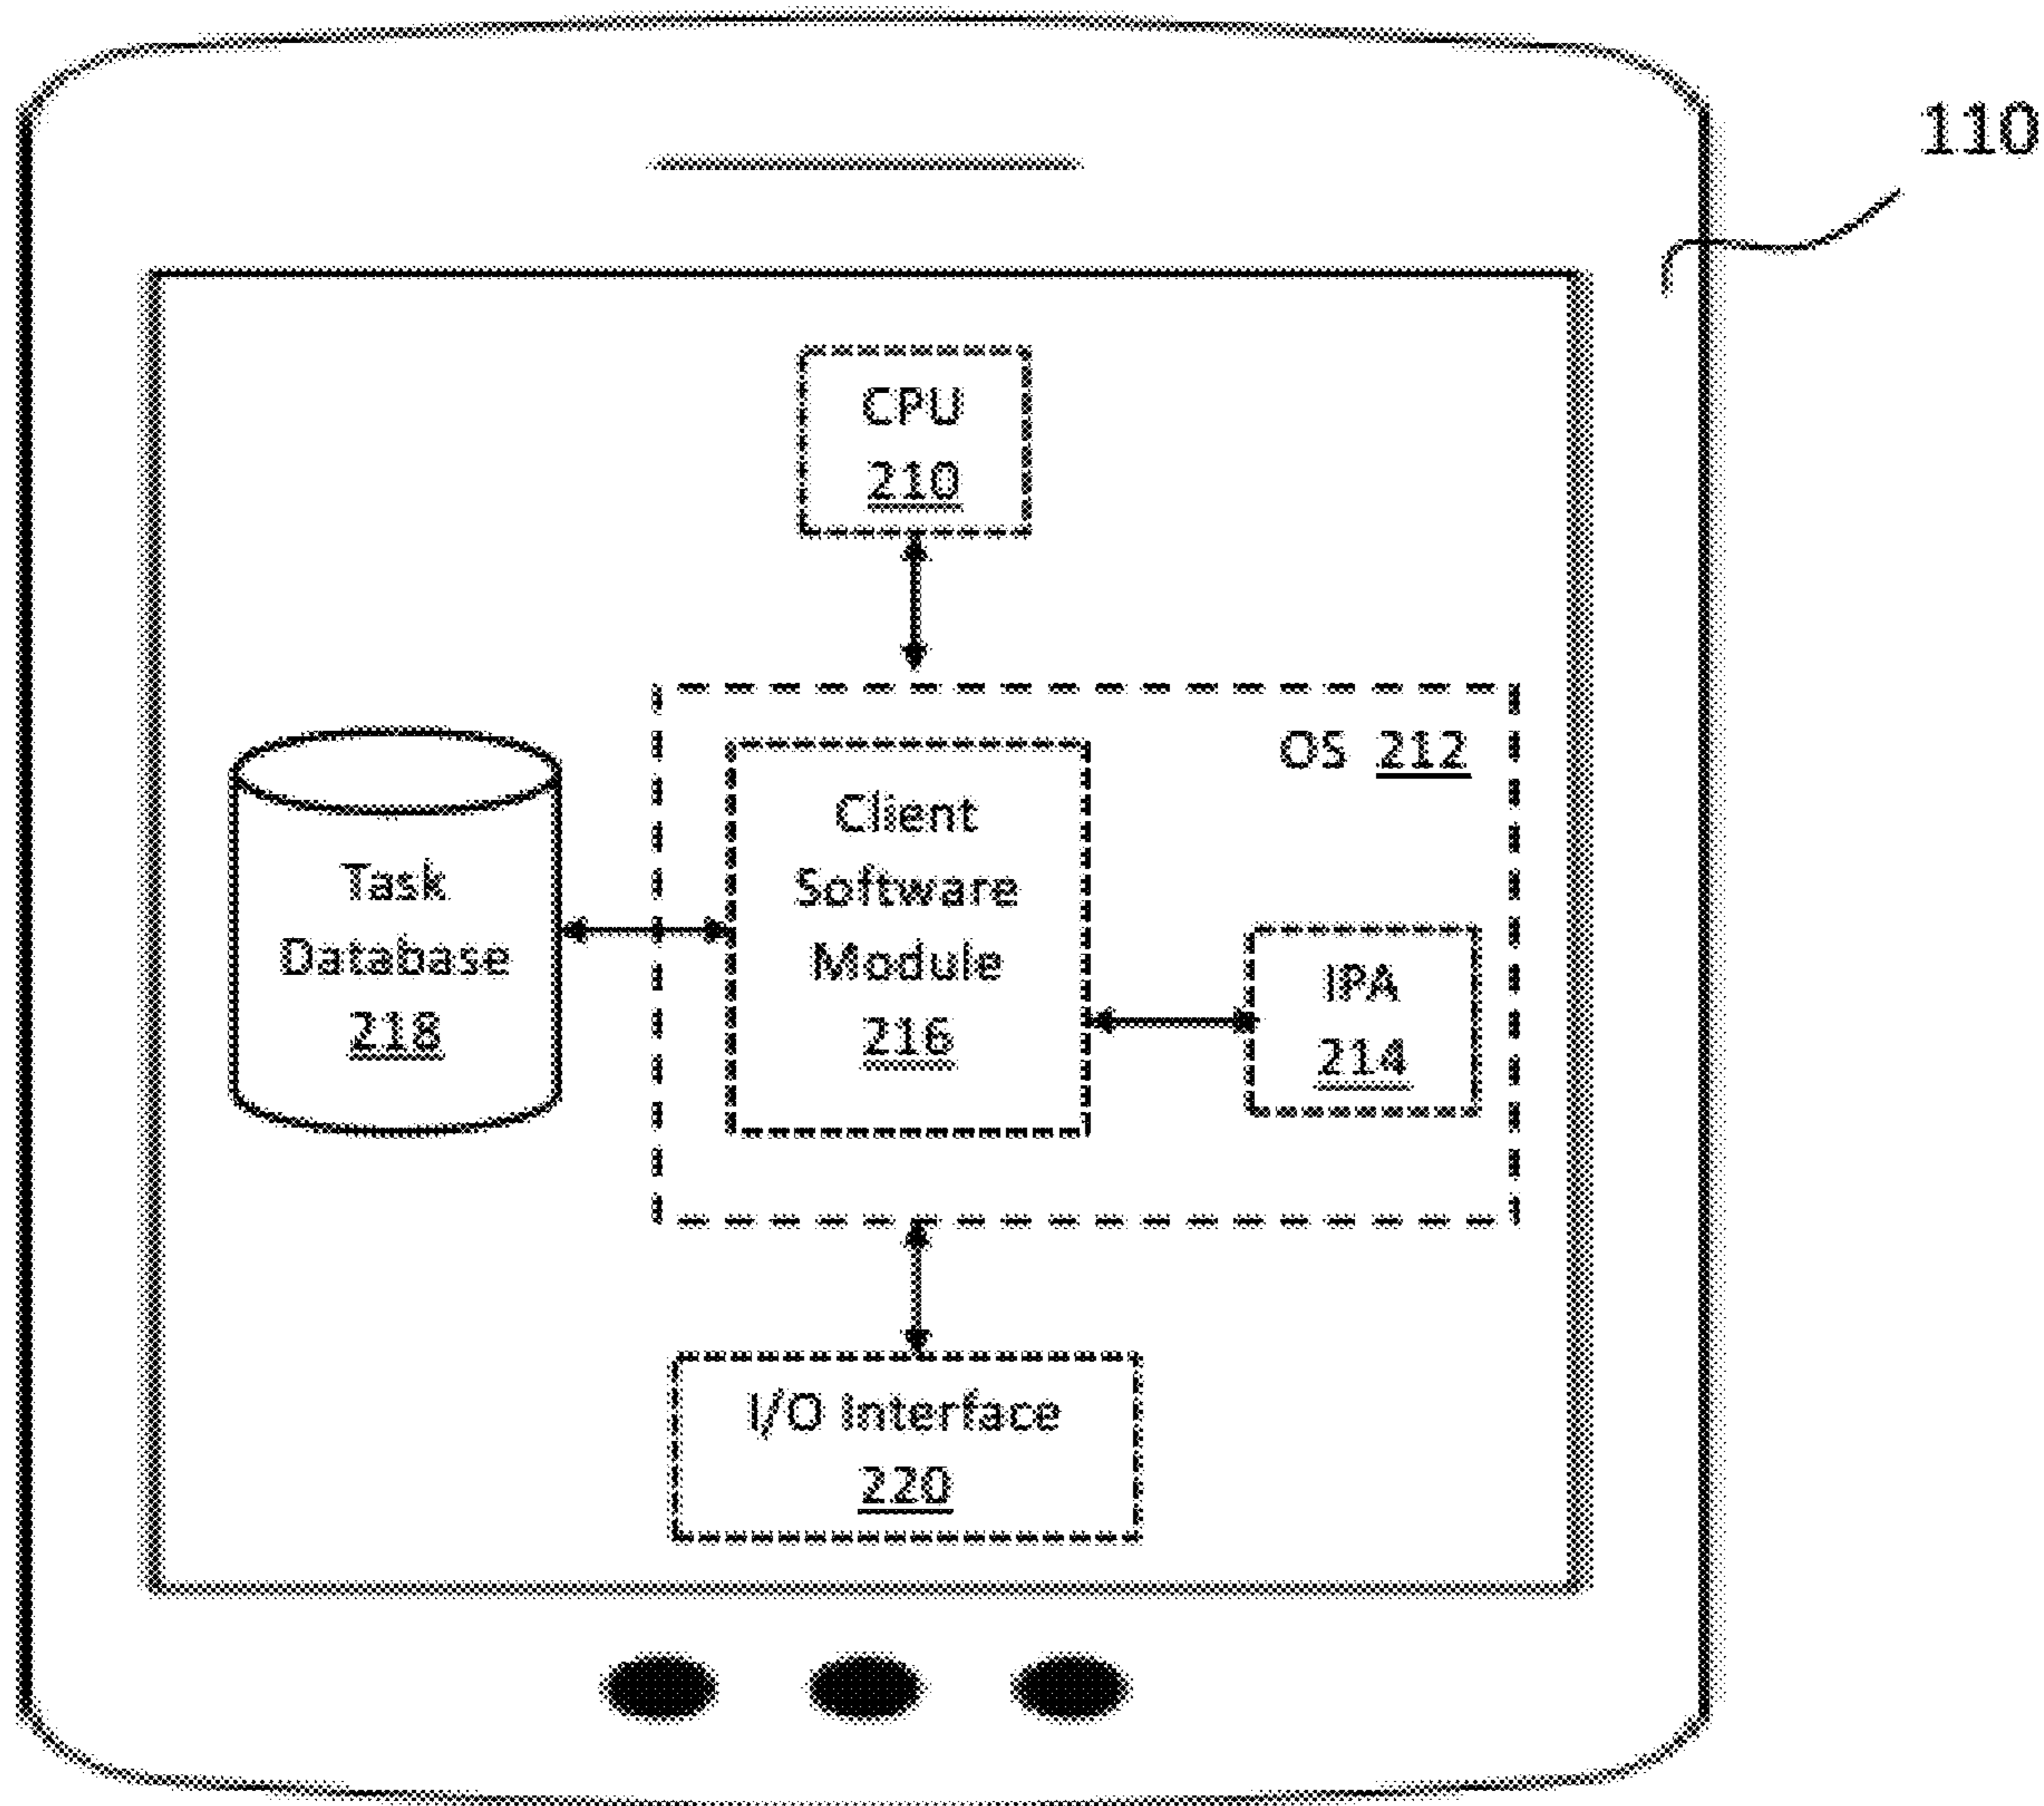 110
CPU
210
OS 212
Client
Software
Module
216
Task
Database
218
IPA
214
I/O Interface
220